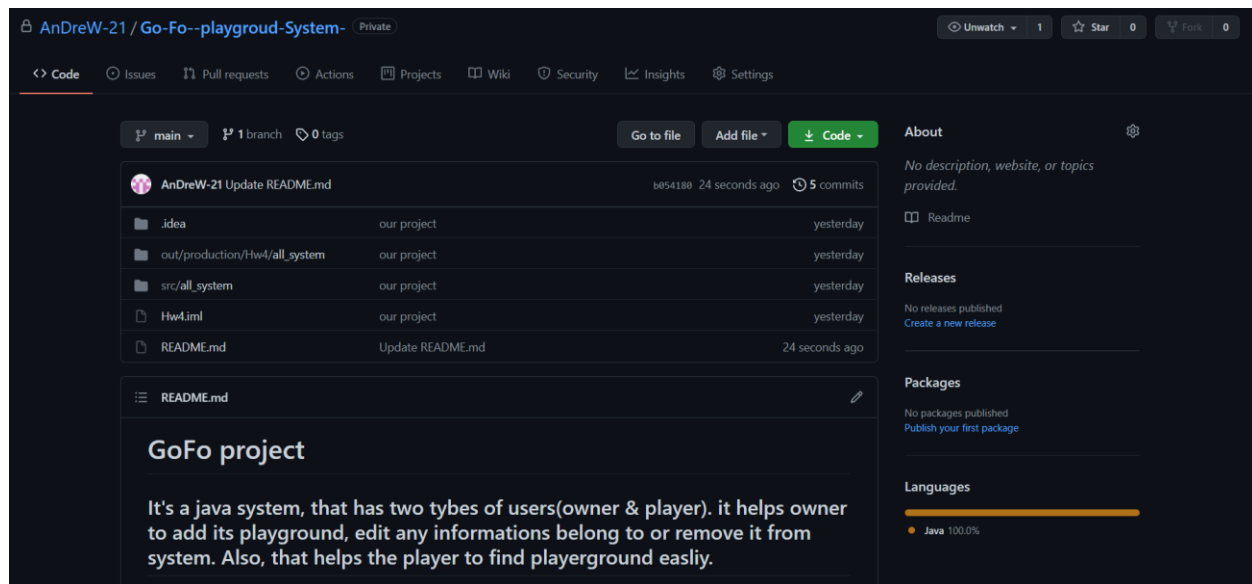 AnDreW-21 / Go-Fo--playgroud-System- Private
Unwatch 1 Star 0 Fork 0
Code Issues Pull requests Actions Projects Wiki Security Insights Settings
main 1 branch 0 tags Go to file Add file Code
AnDreW-21 Update README.md b054180 24 seconds ago 5 commits
.idea our project yesterday
out/production/Hw4/all_system our project yesterday
src/all_system our project yesterday
Hw4.iml our project yesterday
README.md Update README.md 24 seconds ago
README.md
GoFo project
It's a java system, that has two tybes of users(owner & player). it helps owner
to add its playground, edit any informations belong to or remove it from
system. Also, that helps the player to find playerground easliy.
About
No description, website, or topics
provided.
Readme
Releases
No releases published
Create a new release
Packages
No packages published
Publish your first package
Languages
Java 100.0%